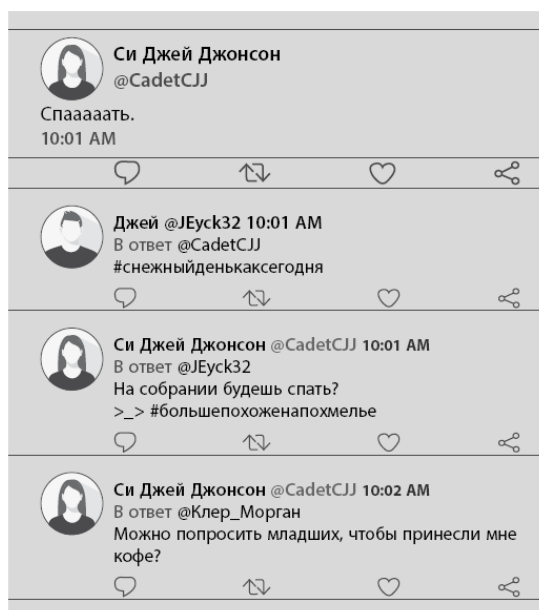 Си Джей Джонсон
@CadetCJJ
Спааааать.
10:01 AM
Джей @JEyck32 10:01 AM
В ответ @CadetCJJ
#снежныйденькаксегодня
Си Джей Джонсон @CadetCJJ 10:01 AM
В ответ @JEyck32
На собрании будешь спать?
>_> #большепохоженапохмелье
Си Джей Джонсон @CadetCJJ 10:02 AM
В ответ @Клер_Морган
Можно попросить младших, чтобы принесли мне
кофе?